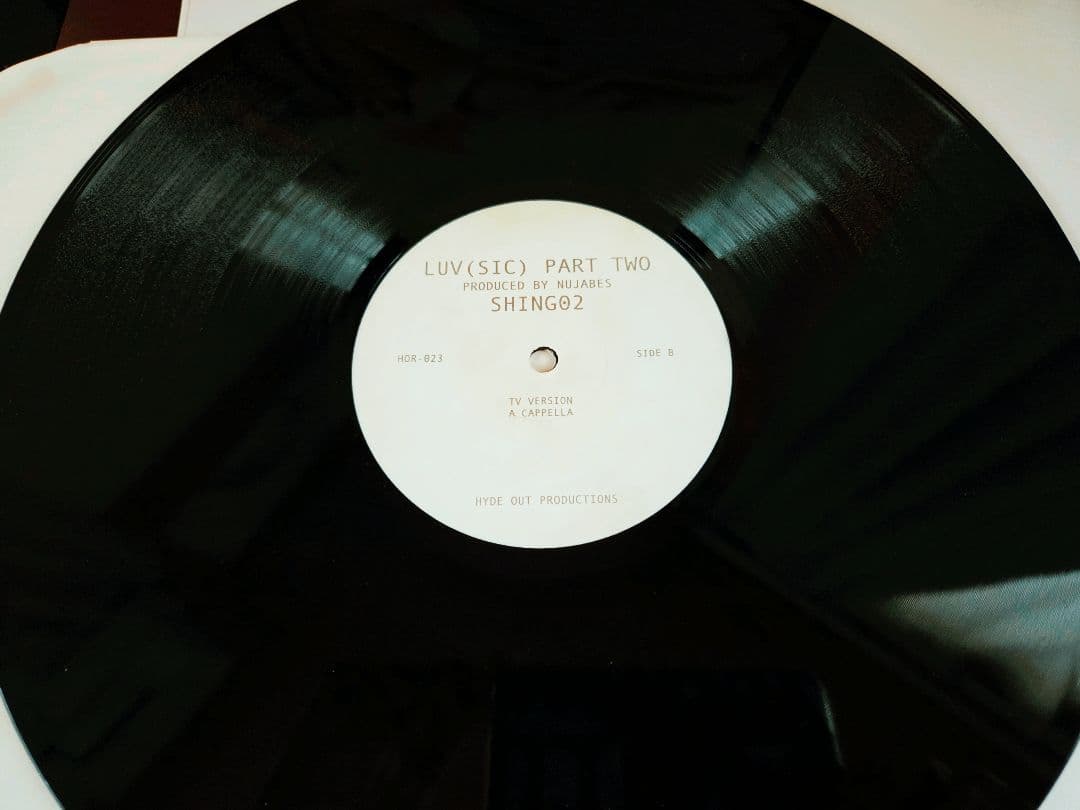 LUV(SIC) PART TWO
PRODUCED BY NUJABES
SHING02
HOR-023
SIDE B
TV VERSION
A CAPPELLA
HYDE OUT PRODUCTIONS